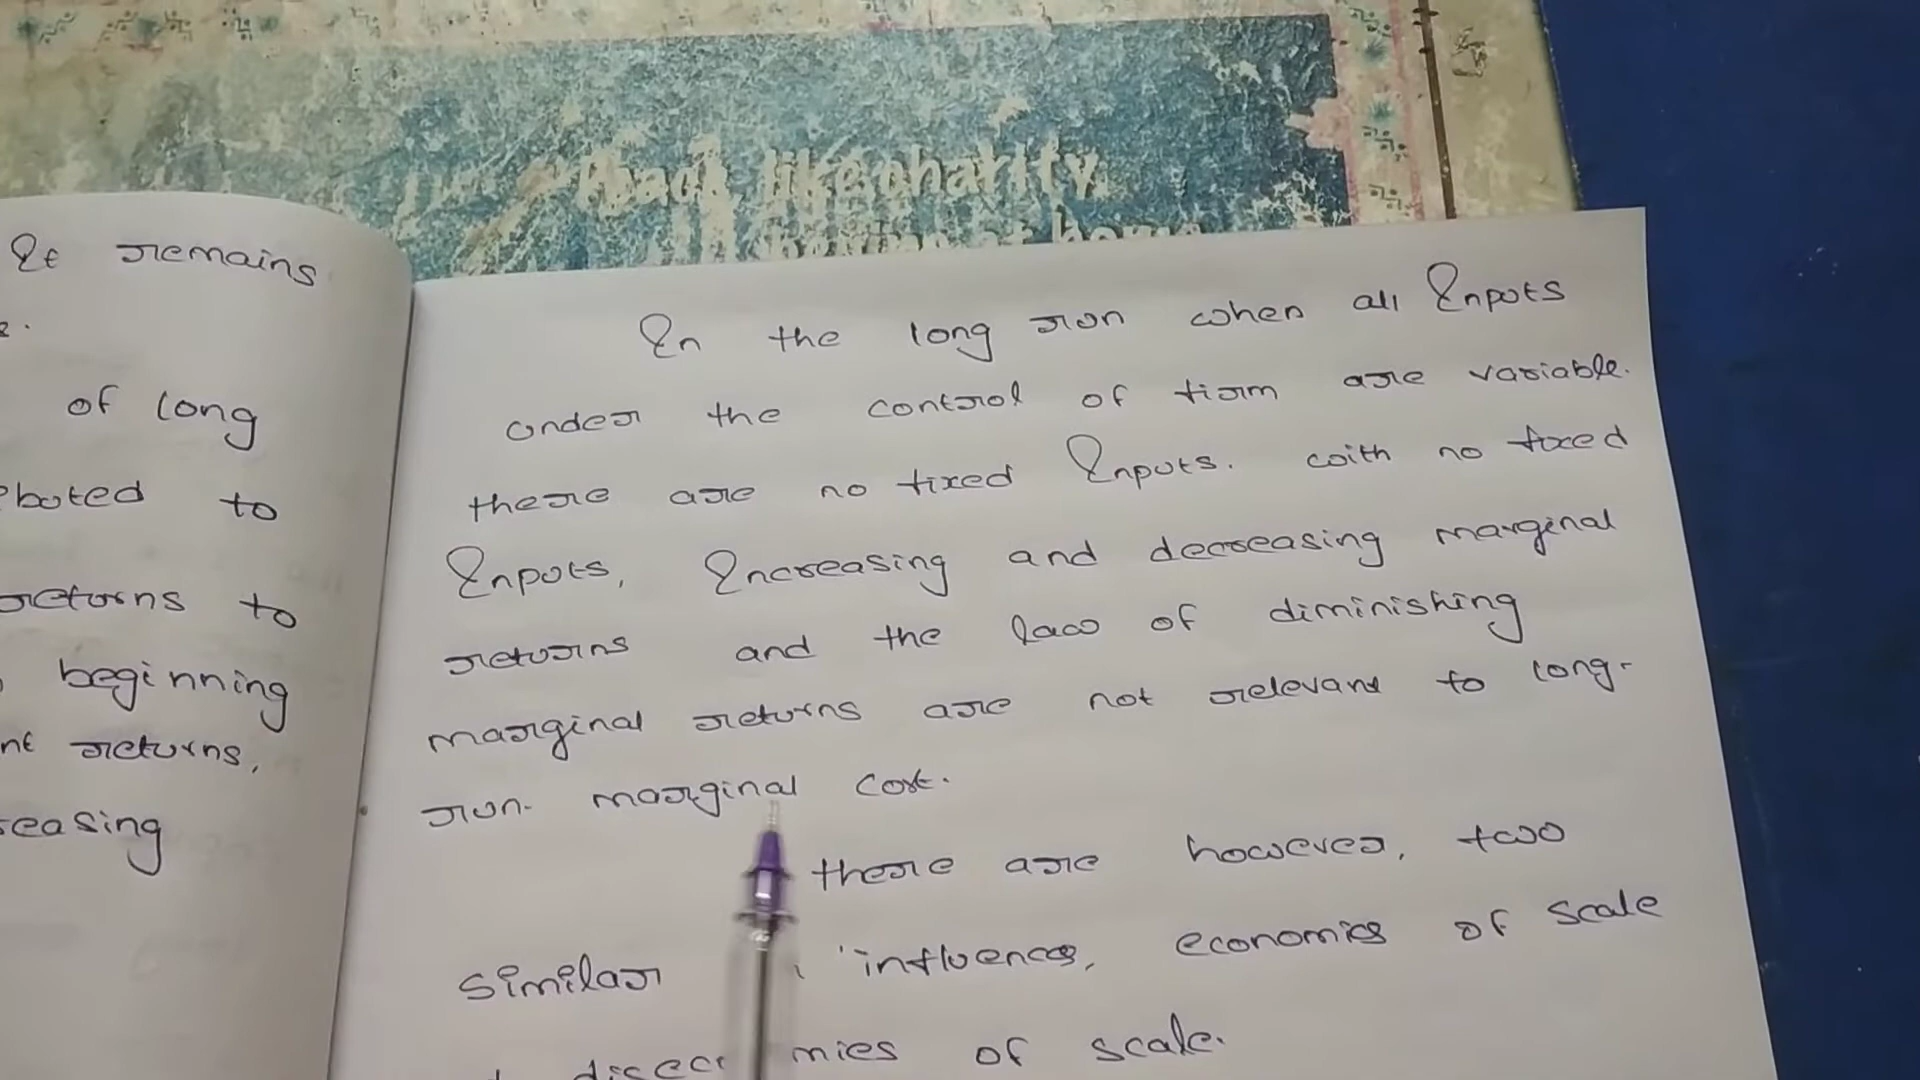 like charity,
It remains
of long
to
returns to
beginning
returns,
In the long run when all Inputs
under the control of firm are variable.
there are no fixed Inputs. with no fixed
Inputs, Increasing and decreasing marginal
returns and the law of diminishing
marginal returns are not relevant to long-
run. marginal cost.
there are however, two
similar influences, economies of scale
of scale.